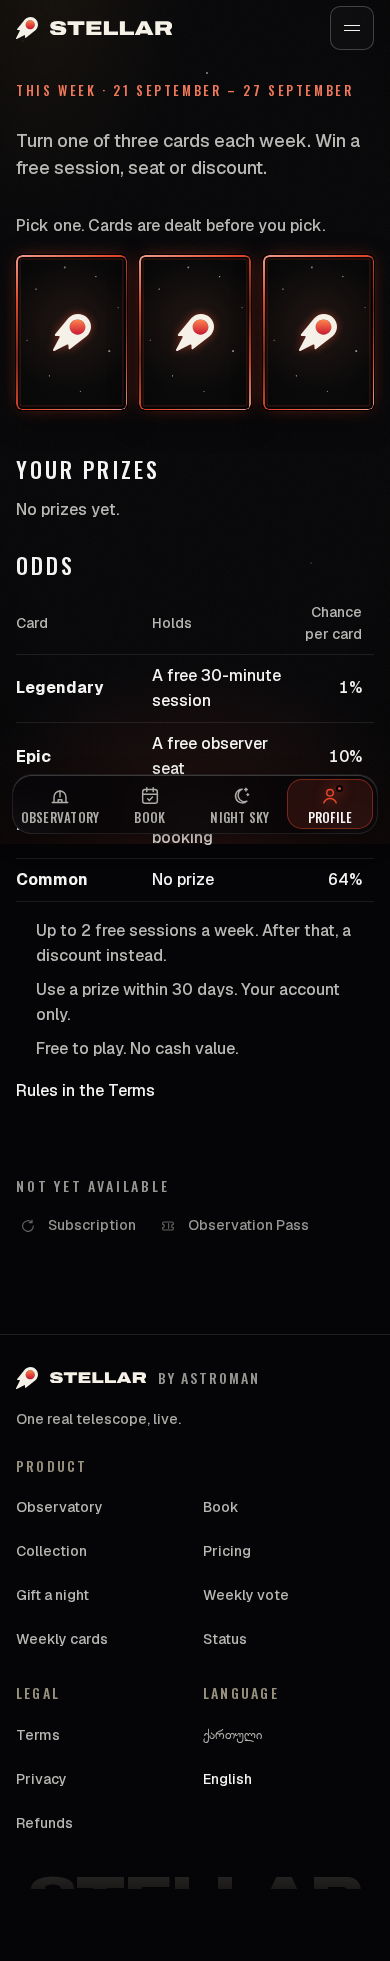 STELLAR
THIS WEEK · 21 SEPTEMBER – 27 SEPTEMBER
Turn one of three cards each week. Win a
free session, seat or discount.
Pick one. Cards are dealt before you pick.
YOUR PRIZES
No prizes yet.
ODDS
Card Holds Chance
per card
Legendary A free 30-minute
session 1%
Epic A free observer
seat 10%
OBSERVATORY BOOK NIGHT SKY PROFILE
booking
Common No prize 64%
Up to 2 free sessions a week. After that, a
discount instead.
Use a prize within 30 days. Your account
only.
Free to play. No cash value.
Rules in the Terms
NOT YET AVAILABLE
Subscription Observation Pass
STELLAR BY ASTROMAN
One real telescope, live.
PRODUCT
Observatory Book
Collection Pricing
Gift a night Weekly vote
Weekly cards Status
LEGAL LANGUAGE
Terms ქართული
Privacy English
Refunds
STELLAR